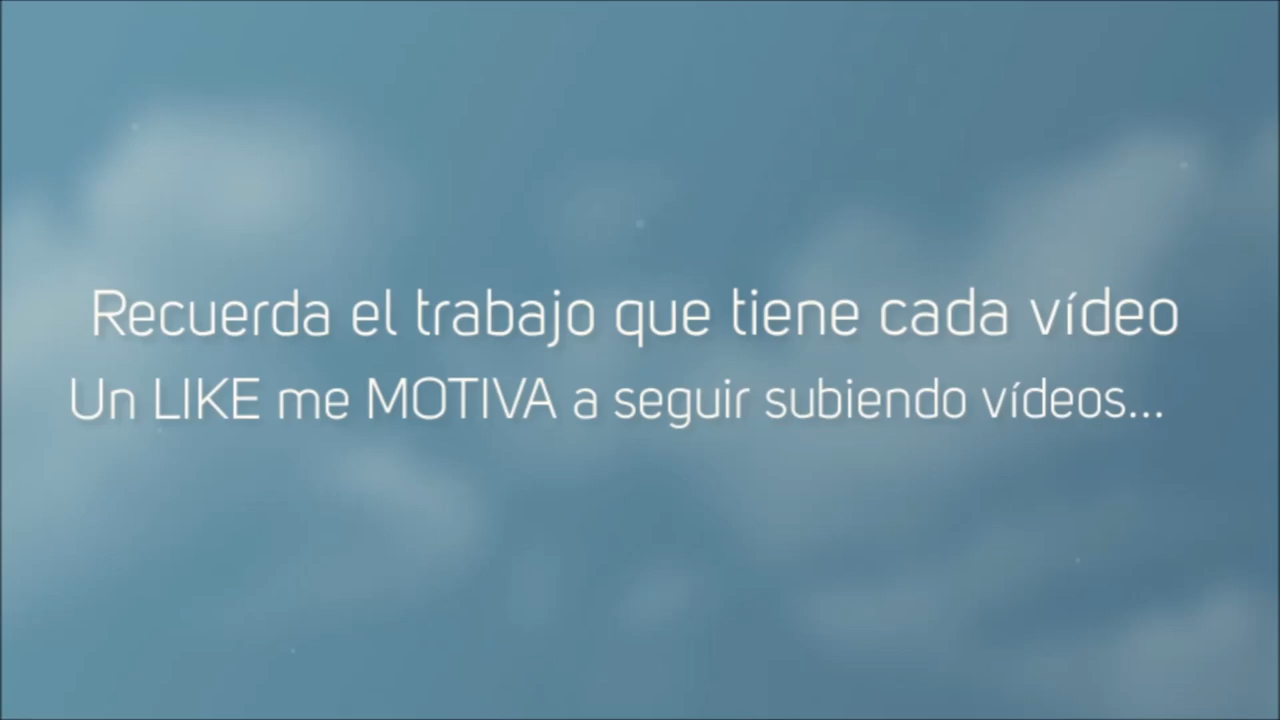 Recuerda el trabajo que tiene cada vídeo
Un LIKE me MOTIVA a seguir subiendo vídeos...